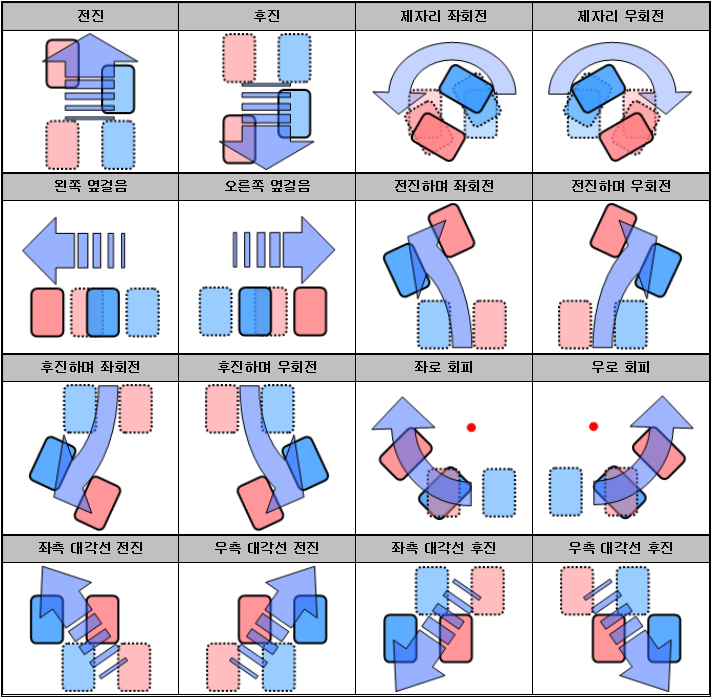 전진
후진
제자리 좌회전
제자리 우회전
왼쪽 옆걸음
오른쪽 옆걸음
전진하며 좌회전
전진하며 우회전
후진하며 좌회전
후진하며 우회전
좌로 회피
우로 회피
좌측 대각선 전진
우측 대각선 전진
좌측 대각선 후진
우측 대각선 후진